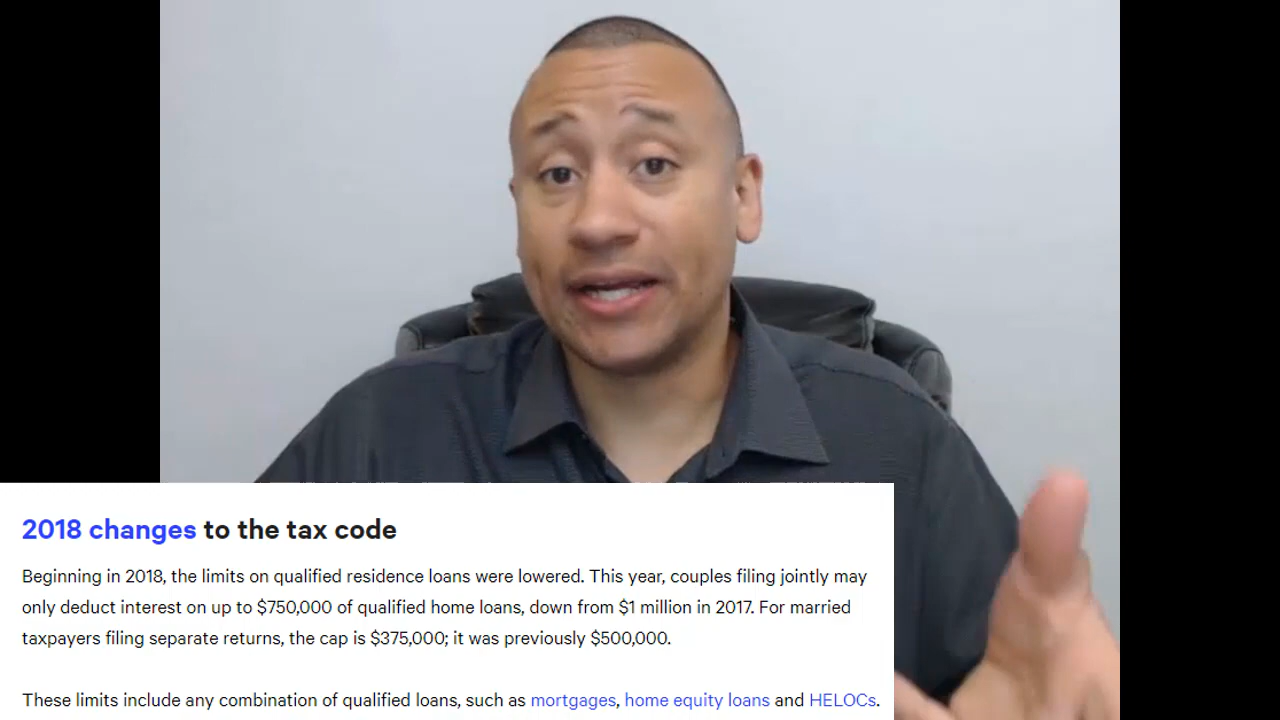 2018 changes to the tax code
Beginning in 2018, the limits on qualified residence loans were lowered. This year, couples filing jointly may
only deduct interest on up to $750,000 of qualified home loans, down from $1 million in 2017. For married
taxpayers filing separate returns, the cap is $375,000; it was previously $500,000.
These limits include any combination of qualified loans, such as mortgages, home equity loans and HELOCs.